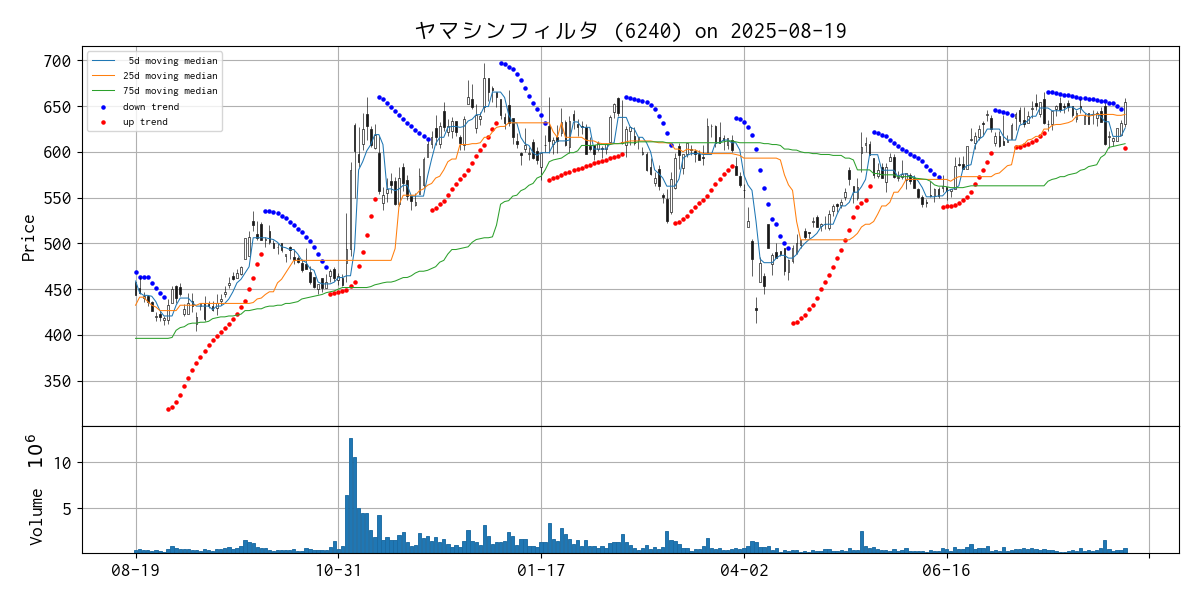 ヤマシンフィルタ (6240) on 2025-08-19
5d moving median
25d moving median
75d moving median
down trend
up trend
700
650
600
550
500
450
400
350
Price
10
5
Volume 10^6
08-19
10-31
01-17
04-02
06-16